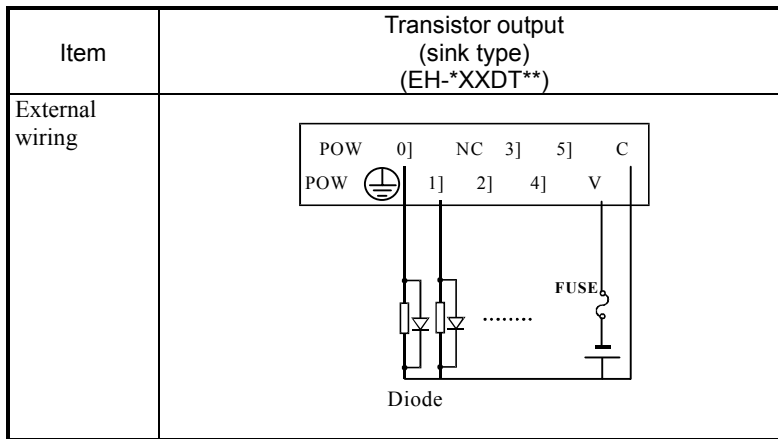 Item
Transistor output
(sink type)
(EH-*XXDT**)
External
wiring
POW 0] NC 3] 5] C
POW 1] 2] 4] V
FUSE
........
Diode